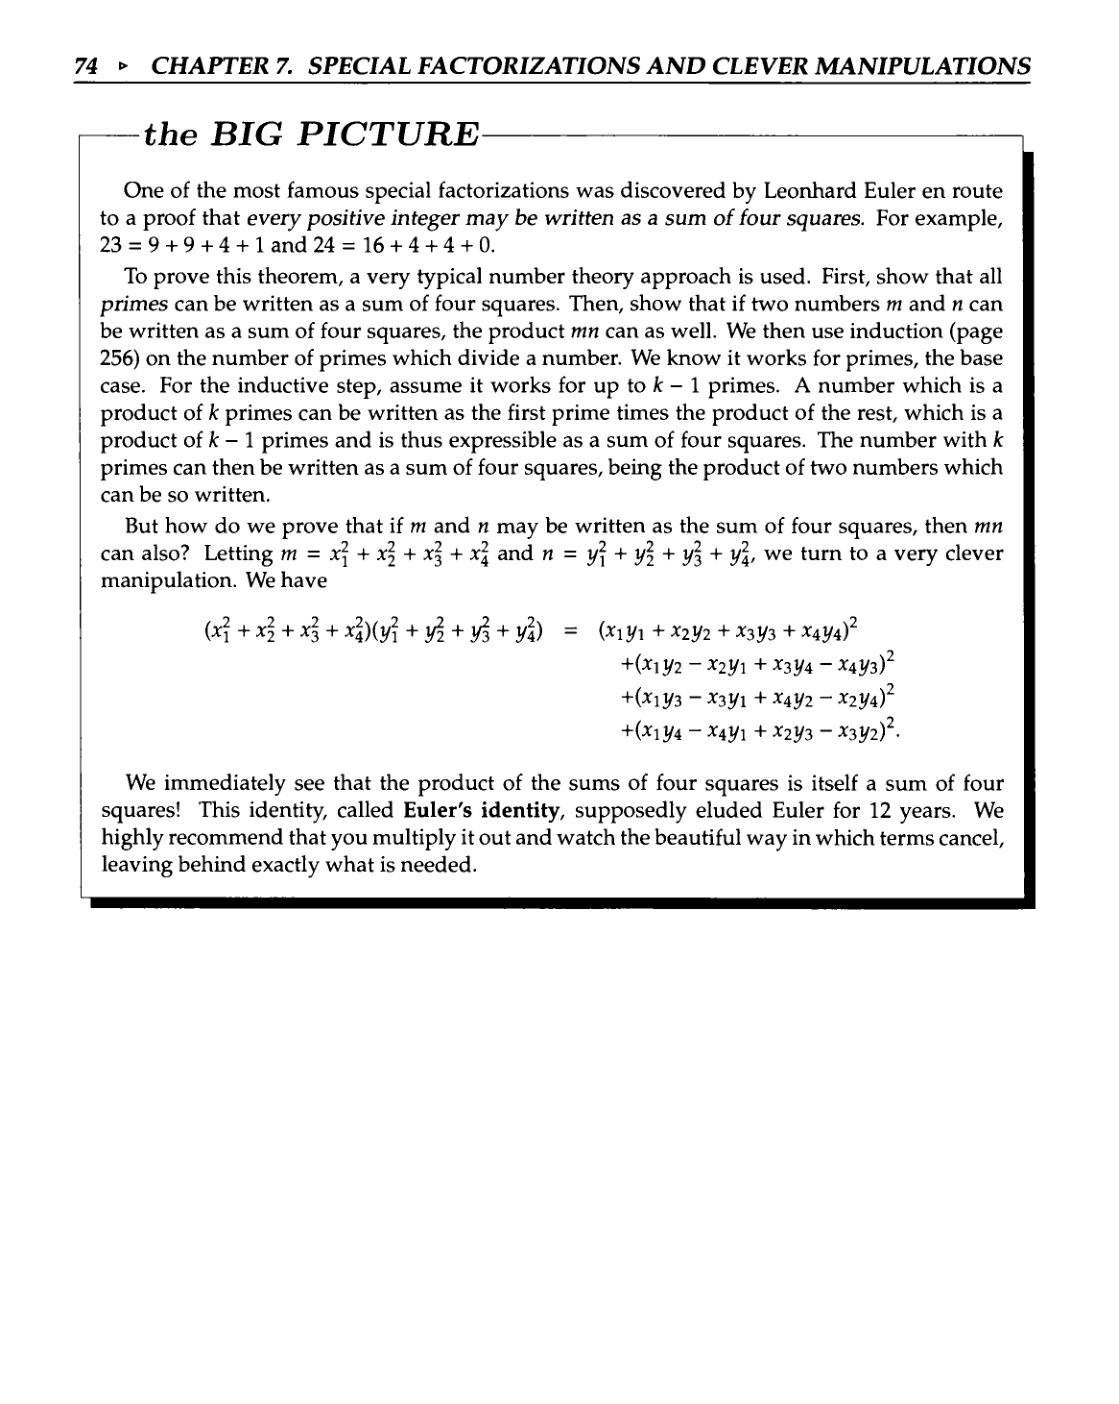 74 ▹ CHAPTER 7. SPECIAL FACTORIZATIONS AND CLEVER MANIPULATIONS
the BIG PICTURE
One of the most famous special factorizations was discovered by Leonhard Euler en route
to a proof that every positive integer may be written as a sum of four squares. For example,
23 = 9 + 9 + 4 + 1 and 24 = 16 + 4 + 4 + 0.
To prove this theorem, a very typical number theory approach is used. First, show that all
primes can be written as a sum of four squares. Then, show that if two numbers m and n can
be written as a sum of four squares, the product mn can as well. We then use induction (page
256) on the number of primes which divide a number. We know it works for primes, the base
case. For the inductive step, assume it works for up to k − 1 primes. A number which is a
product of k primes can be written as the first prime times the product of the rest, which is a
product of k − 1 primes and is thus expressible as a sum of four squares. The number with k
primes can then be written as a sum of four squares, being the product of two numbers which
can be so written.
But how do we prove that if m and n may be written as the sum of four squares, then mn
can also? Letting m = x₁² + x₂² + x₃² + x₄² and n = y₁² + y₂² + y₃² + y₄², we turn to a very clever
manipulation. We have
(x₁² + x₂² + x₃² + x₄²)(y₁² + y₂² + y₃² + y₄²) = (x₁y₁ + x₂y₂ + x₃y₃ + x₄y₄)²
+(x₁y₂ − x₂y₁ + x₃y₄ − x₄y₃)²
+(x₁y₃ − x₃y₁ + x₄y₂ − x₂y₄)²
+(x₁y₄ − x₄y₁ + x₂y₃ − x₃y₂)².
We immediately see that the product of the sums of four squares is itself a sum of four
squares! This identity, called Euler's identity, supposedly eluded Euler for 12 years. We
highly recommend that you multiply it out and watch the beautiful way in which terms cancel,
leaving behind exactly what is needed.